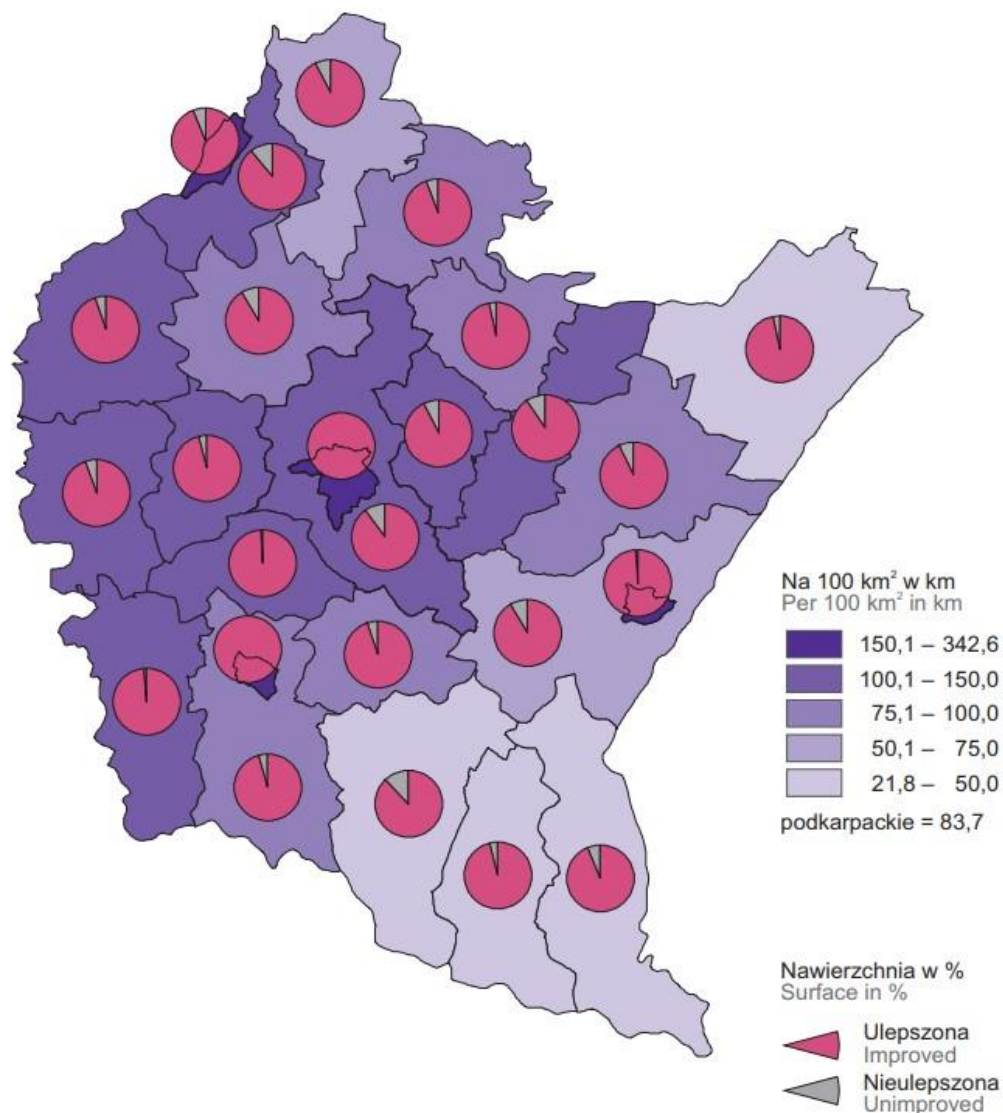 Na 100 km² w km
Per 100 km² in km
150,1 – 342,6
100,1 – 150,0
75,1 – 100,0
50,1 – 75,0
21,8 – 50,0
podkarpackie = 83,7
Nawierzchnia w %
Surface in %
Ulepszona
Improved
Nieulepszona
Unimproved